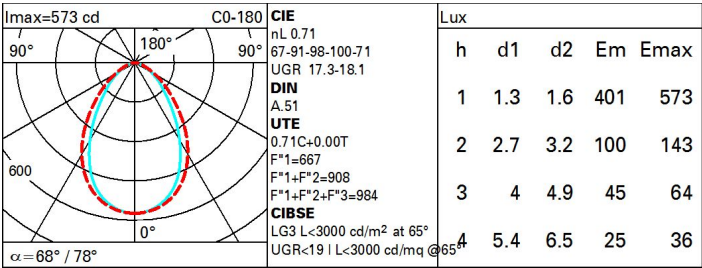 Imax=573 cd C0-180
90° 180° 90°
600
0°
α=68° / 78°
CIE
nL 0.71
67-91-98-100-71
UGR 17.3-18.1
DIN
A.51
UTE
0.71C+0.00T
F"1=667
F"1+F"2=908
F"1+F"2+F"3=984
CIBSE
LG3 L<3000 cd/m² at 65°
UGR<19 | L<3000 cd/mq @65°
Lux
h d1 d2 Em Emax
1 1.3 1.6 401 573
2 2.7 3.2 100 143
3 4 4.9 45 64
4 5.4 6.5 25 36